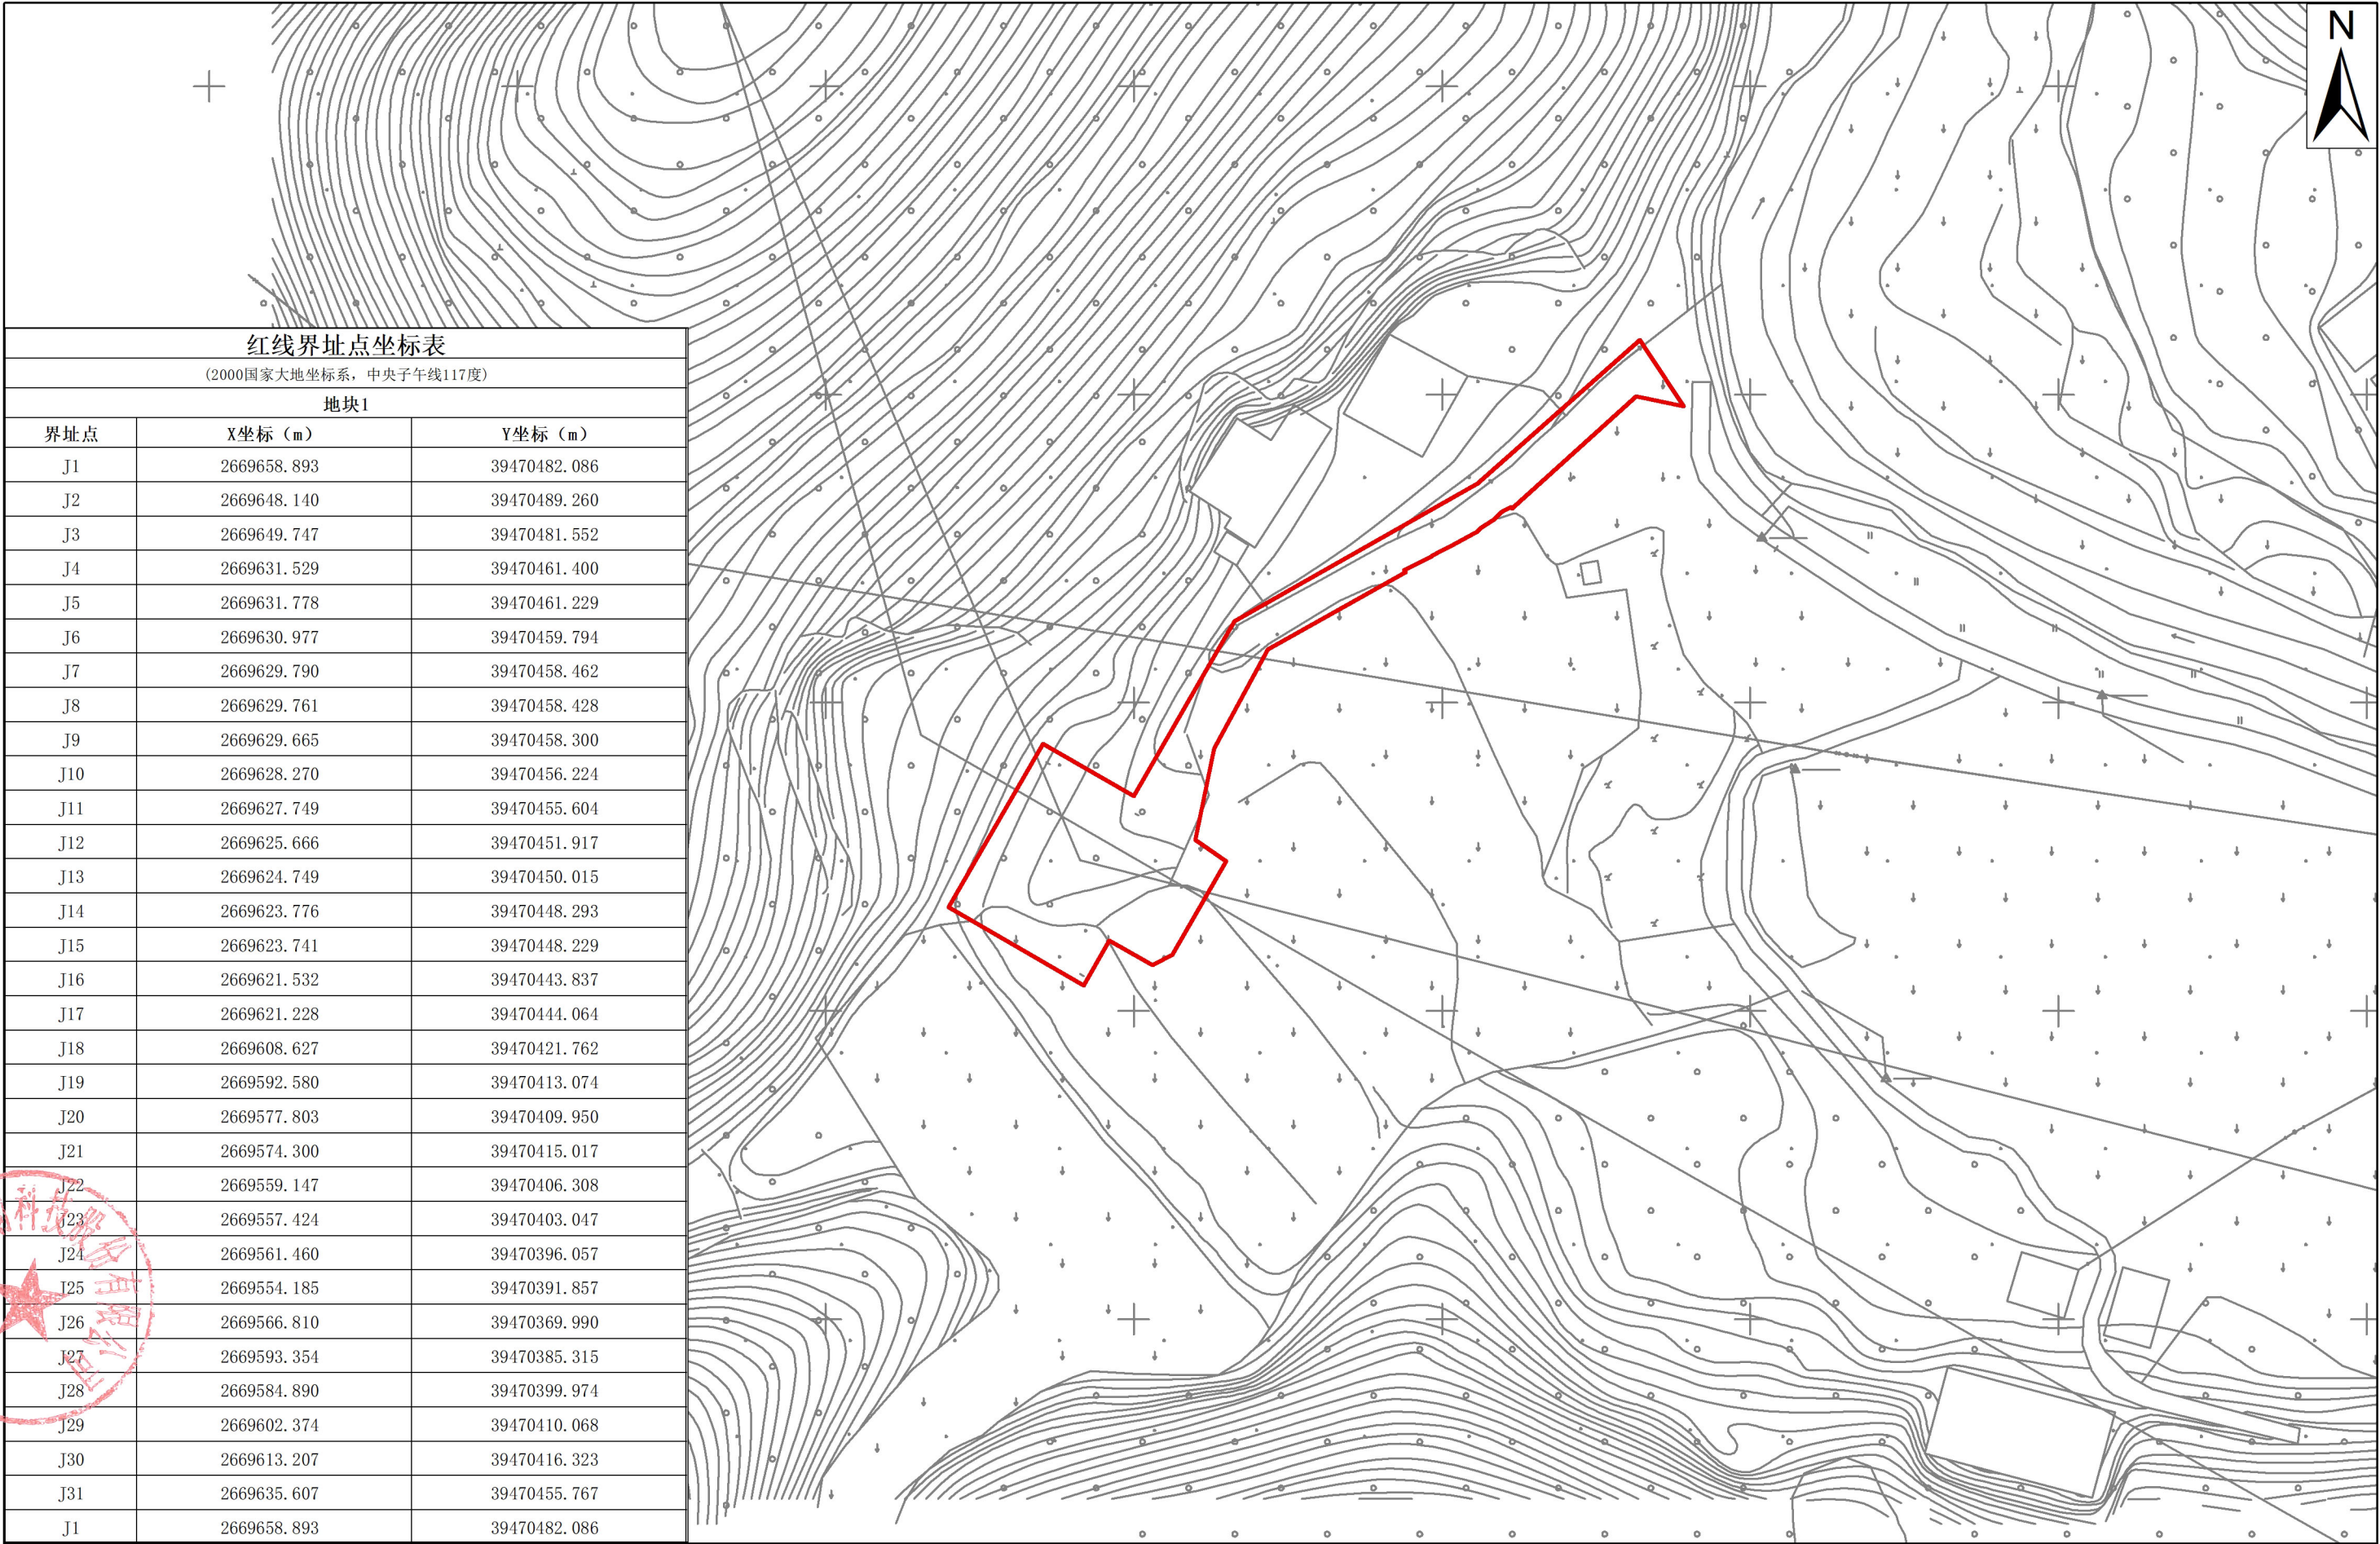 N
红线界址点坐标表
(2000国家大地坐标系，中央子午线117度)
地块1
界址点 X坐标（m） Y坐标（m）
J1 2669658.893 39470482.086
J2 2669648.140 39470489.260
J3 2669649.747 39470481.552
J4 2669631.529 39470461.400
J5 2669631.778 39470461.229
J6 2669630.977 39470459.794
J7 2669629.790 39470458.462
J8 2669629.761 39470458.428
J9 2669629.665 39470458.300
J10 2669628.270 39470456.224
J11 2669627.749 39470455.604
J12 2669625.666 39470451.917
J13 2669624.749 39470450.015
J14 2669623.776 39470448.293
J15 2669623.741 39470448.229
J16 2669621.532 39470443.837
J17 2669621.228 39470444.064
J18 2669608.627 39470421.762
J19 2669592.580 39470413.074
J20 2669577.803 39470409.950
J21 2669574.300 39470415.017
J22 2669559.147 39470406.308
J23 2669557.424 39470403.047
J24 2669561.460 39470396.057
J25 2669554.185 39470391.857
J26 2669566.810 39470369.990
J27 2669593.354 39470385.315
J28 2669584.890 39470399.974
J29 2669602.374 39470410.068
J30 2669613.207 39470416.323
J31 2669635.607 39470455.767
J1 2669658.893 39470482.086
科技股份有限公司